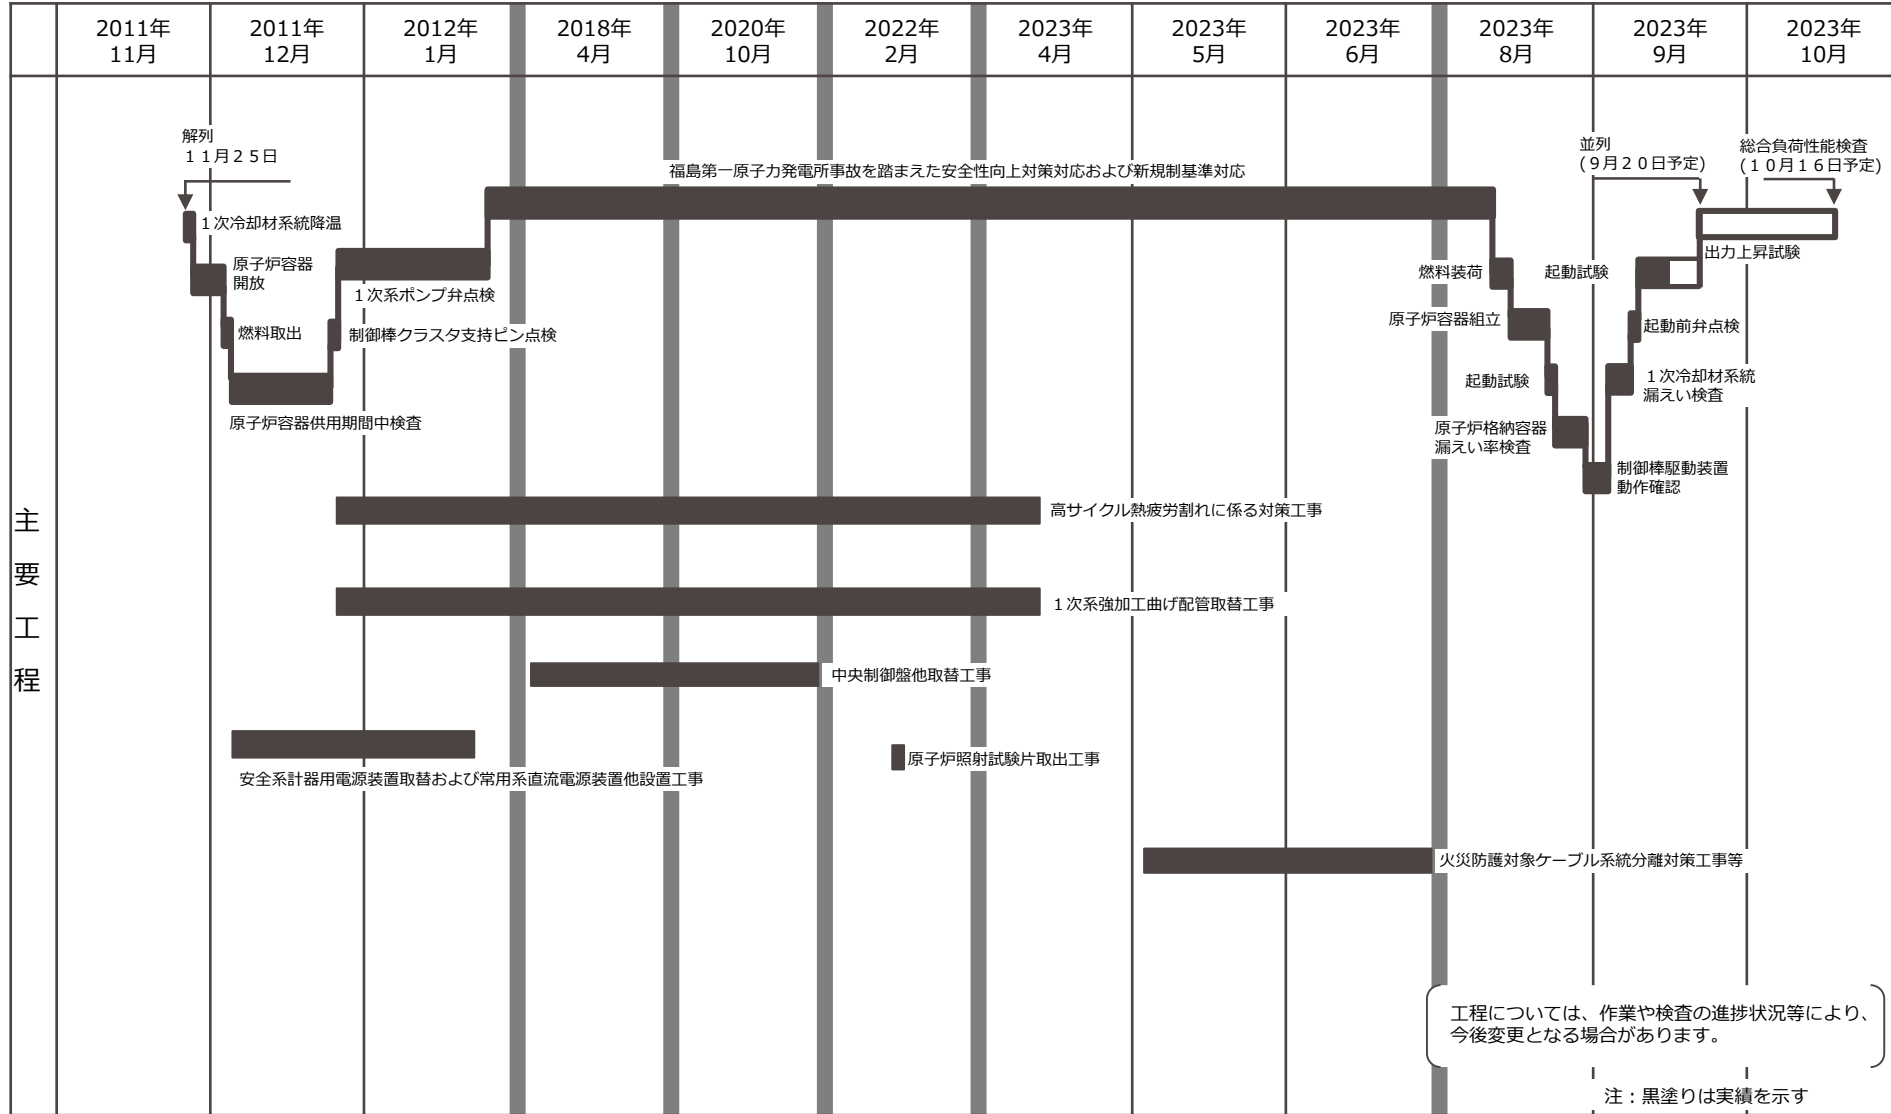 2011年
11月
2011年
12月
2012年
1月
2018年
4月
2020年
10月
2022年
2月
2023年
4月
2023年
5月
2023年
6月
2023年
8月
2023年
9月
2023年
10月
主要工程
解列
１１月２５日
１次冷却材系統降温
原子炉容器
開放
燃料取出
原子炉容器供用期間中検査
制御棒クラスタ支持ピン点検
１次系ポンプ弁点検
福島第一原子力発電所事故を踏まえた安全性向上対策対応および新規制基準対応
燃料装荷
原子炉容器組立
起動試験
原子炉格納容器
漏えい率検査
制御棒駆動装置
動作確認
１次冷却材系統
漏えい検査
起動前弁点検
起動試験
並列
(９月２０日予定)
総合負荷性能検査
(１０月１６日予定)
出力上昇試験
高サイクル熱疲労割れに係る対策工事
１次系強加工曲げ配管取替工事
中央制御盤他取替工事
安全系計器用電源装置取替および常用系直流電源装置他設置工事
原子炉照射試験片取出工事
火災防護対象ケーブル系統分離対策工事等
工程については、作業や検査の進捗状況等により、
今後変更となる場合があります。
注：黒塗りは実績を示す